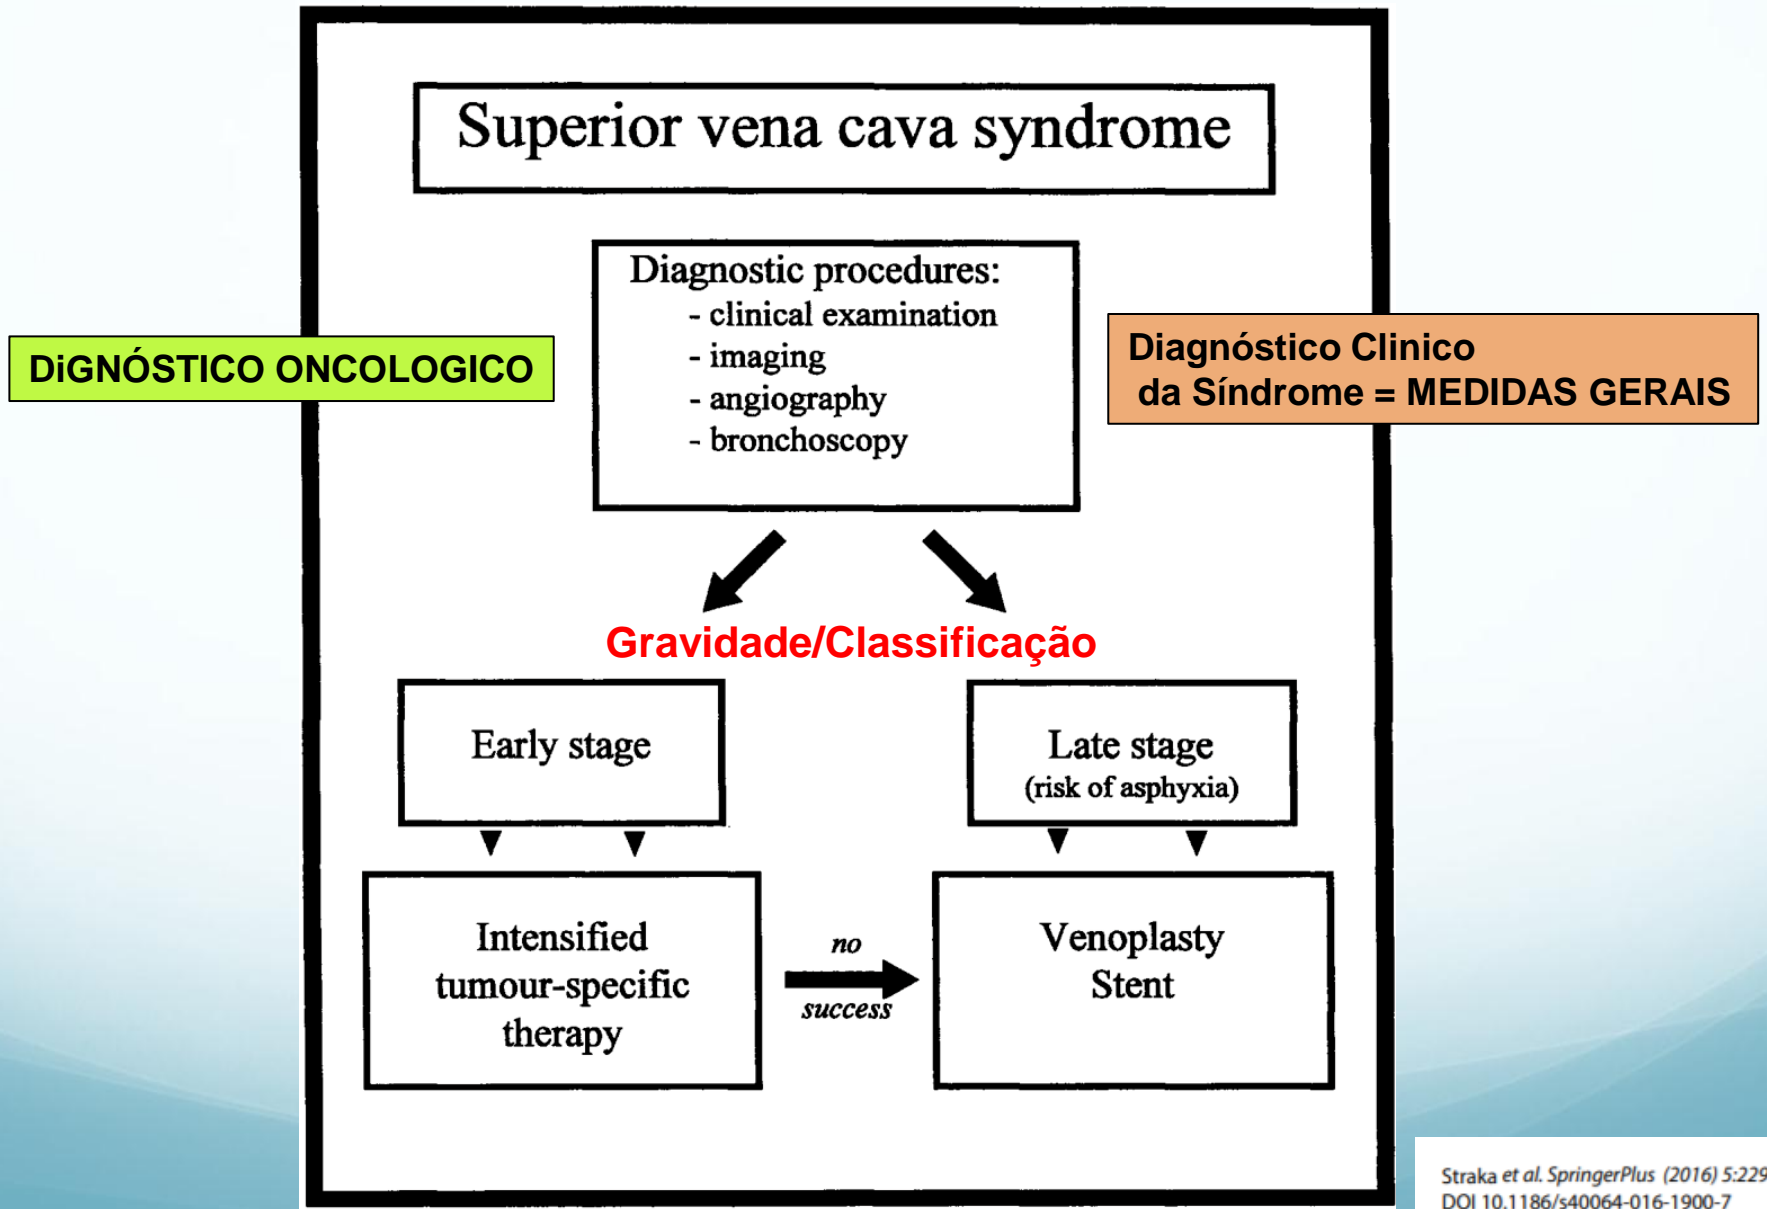 Superior vena cava syndrome
Diagnostic procedures:
- clinical examination
- imaging
- angiography
- bronchoscopy
DiGNÓSTICO ONCOLOGICO
Diagnóstico Clinico
da Síndrome = MEDIDAS GERAIS
Gravidade/Classificação
Early stage
Late stage
(risk of asphyxia)
Intensified
tumour-specific
therapy
no
success
Venoplasty
Stent
Straka et al. SpringerPlus (2016) 5:229
DOI 10.1186/s40064-016-1900-7